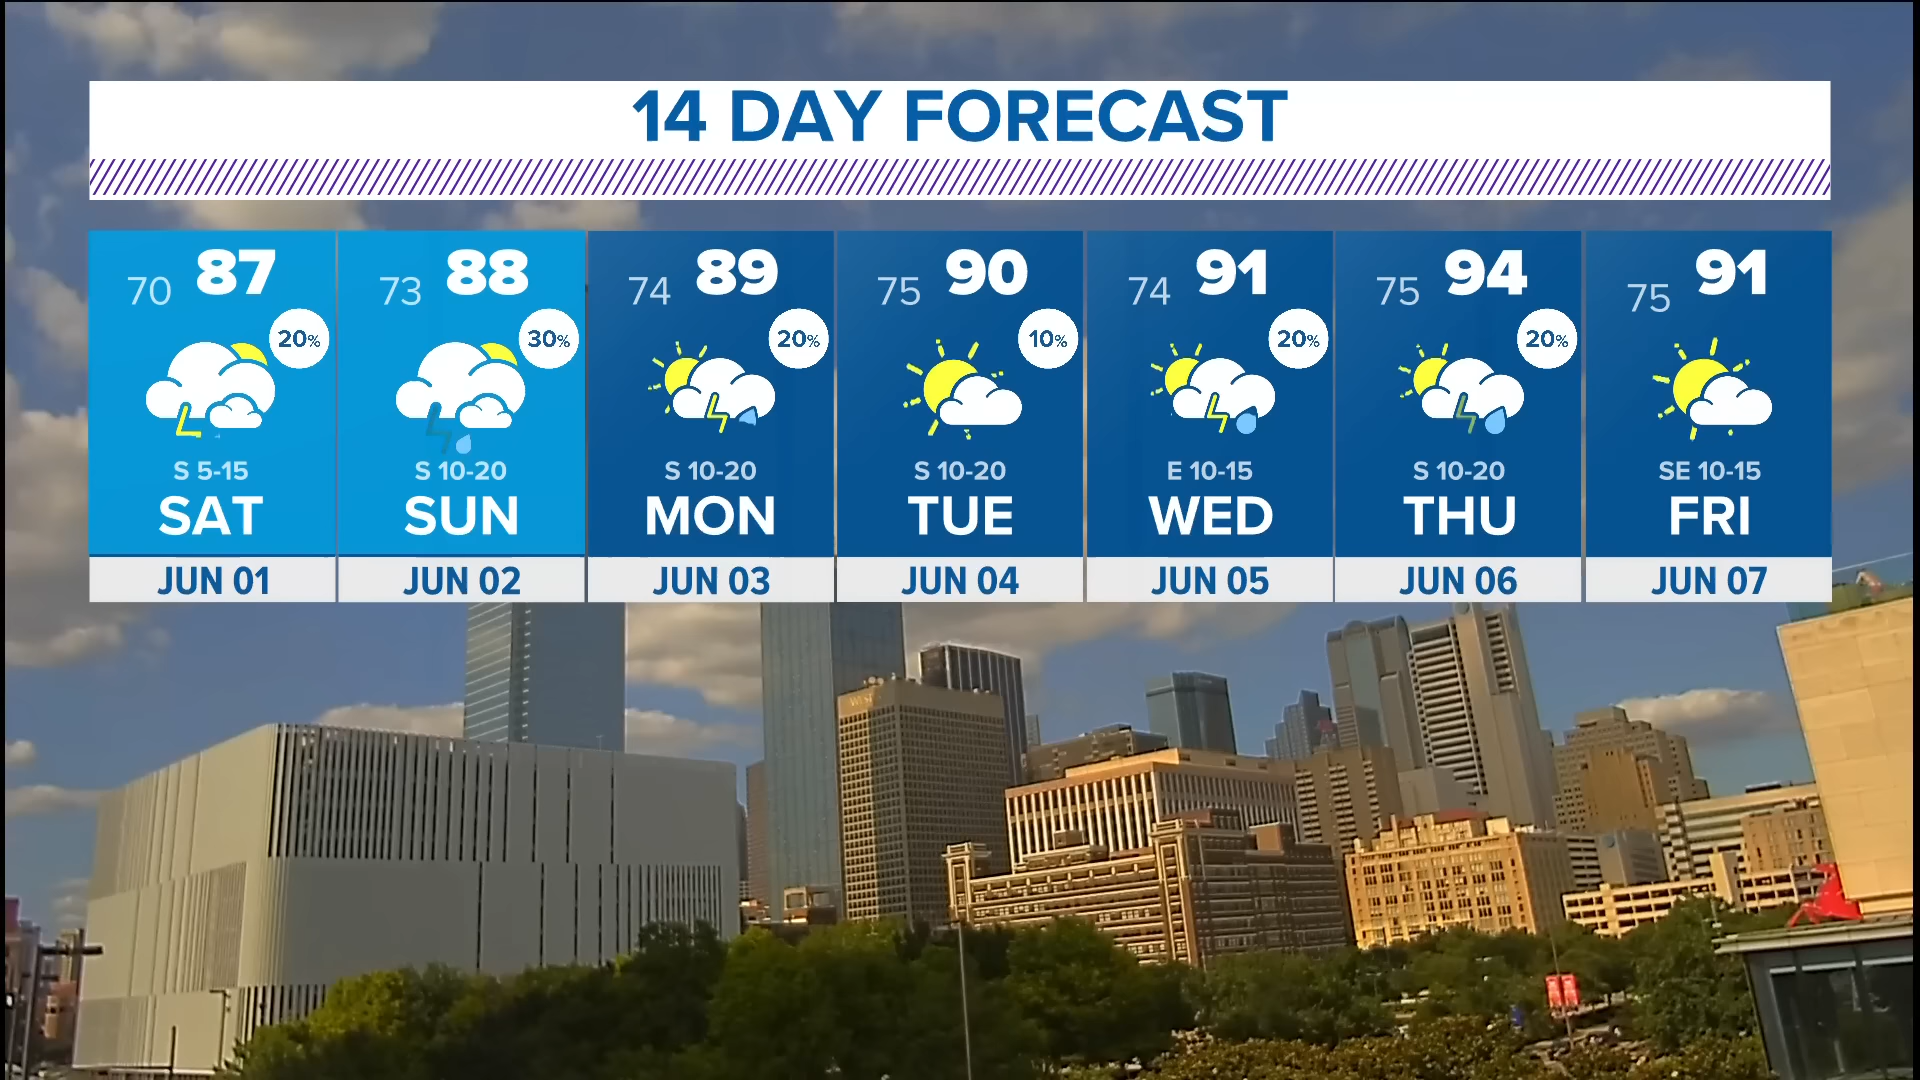 14 DAY FORECAST
70 87
20%
S 5-15
SAT
JUN 01
73 88
30%
S 10-20
SUN
JUN 02
74 89
20%
S 10-20
MON
JUN 03
75 90
10%
S 10-20
TUE
JUN 04
74 91
20%
E 10-15
WED
JUN 05
75 94
20%
S 10-20
THU
JUN 06
75 91
SE 10-15
FRI
JUN 07